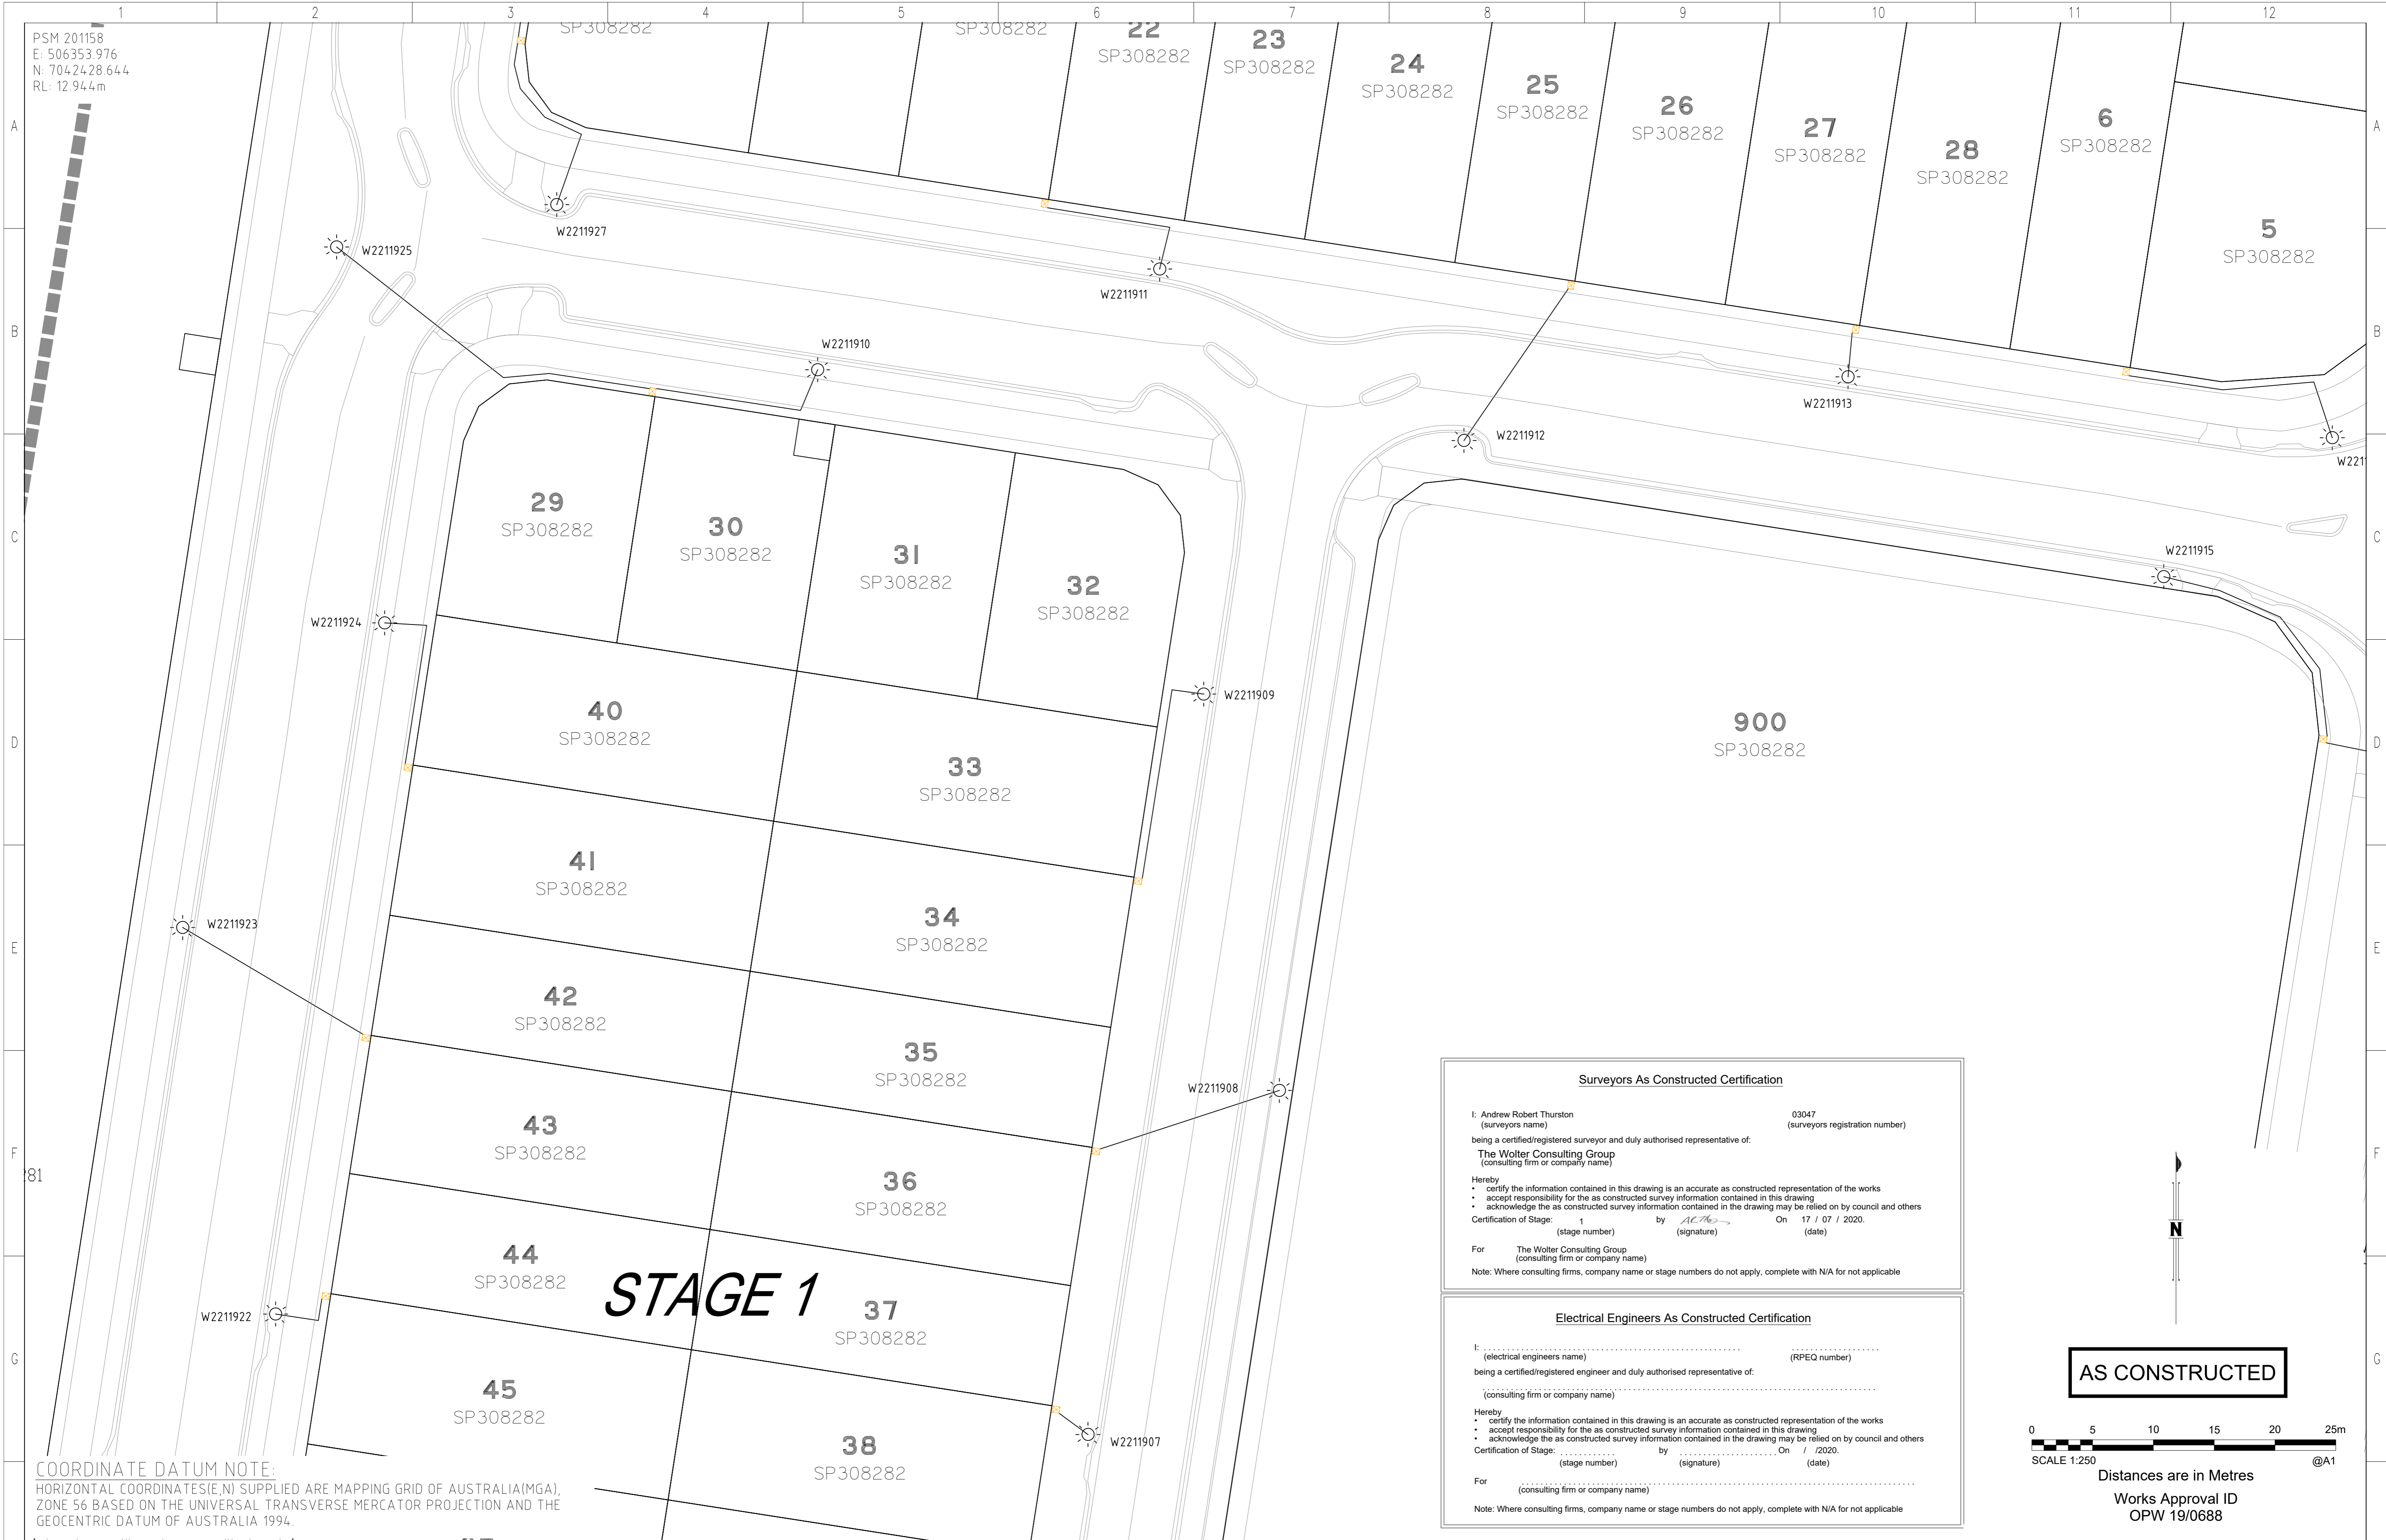 1 2 3 4 5 6 7 8 9 10 11 12
PSM 201158
E: 506353.976
N: 7042428.644
RL: 12.944m
SP308282
SP308282
22
SP308282
23
SP308282
24
SP308282
25
SP308282
26
SP308282
27
SP308282
28
SP308282
6
SP308282
5
SP308282
A A
W2211927
W2211925
W2211911
B B
W2211910
W2211913
W2211912
W221
29
SP308282
30
SP308282
31
SP308282
32
SP308282
C C
W2211915
W2211924
W2211909
40
SP308282
33
SP308282
900
SP308282
D D
41
SP308282
34
SP308282
W2211923
E E
42
SP308282
35
SP308282
W2211908
43
SP308282
36
SP308282
F F
281
44
SP308282
STAGE 1
37
SP308282
W2211922
G G
45
SP308282
38
SP308282
W2211907
Surveyors As Constructed Certification
I: Andrew Robert Thurston 03047
(surveyors name) (surveyors registration number)
being a certified/registered surveyor and duly authorised representative of:
The Wolter Consulting Group
(consulting firm or company name)
Hereby
• certify the information contained in this drawing is an accurate as constructed representation of the works
• accept responsibility for the as constructed survey information contained in this drawing
• acknowledge the as constructed survey information contained in the drawing may be relied on by council and others
Certification of Stage: 1 by On 17 / 07 / 2020.
(stage number) (signature) (date)
For The Wolter Consulting Group
(consulting firm or company name)
Note: Where consulting firms, company name or stage numbers do not apply, complete with N/A for not applicable
Electrical Engineers As Constructed Certification
I:
(electrical engineers name) (RPEQ number)
being a certified/registered engineer and duly authorised representative of:
(consulting firm or company name)
Hereby
• certify the information contained in this drawing is an accurate as constructed representation of the works
• accept responsibility for the as constructed survey information contained in this drawing
• acknowledge the as constructed survey information contained in the drawing may be relied on by council and others
Certification of Stage: by On / /2020.
(stage number) (signature) (date)
For
(consulting firm or company name)
Note: Where consulting firms, company name or stage numbers do not apply, complete with N/A for not applicable
N
AS CONSTRUCTED
0 5 10 15 20 25m
SCALE 1:250 @A1
Distances are in Metres
Works Approval ID
OPW 19/0688
COORDINATE DATUM NOTE:
HORIZONTAL COORDINATES(E,N) SUPPLIED ARE MAPPING GRID OF AUSTRALIA(MGA),
ZONE 56 BASED ON THE UNIVERSAL TRANSVERSE MERCATOR PROJECTION AND THE
GEOCENTRIC DATUM OF AUSTRALIA 1994.